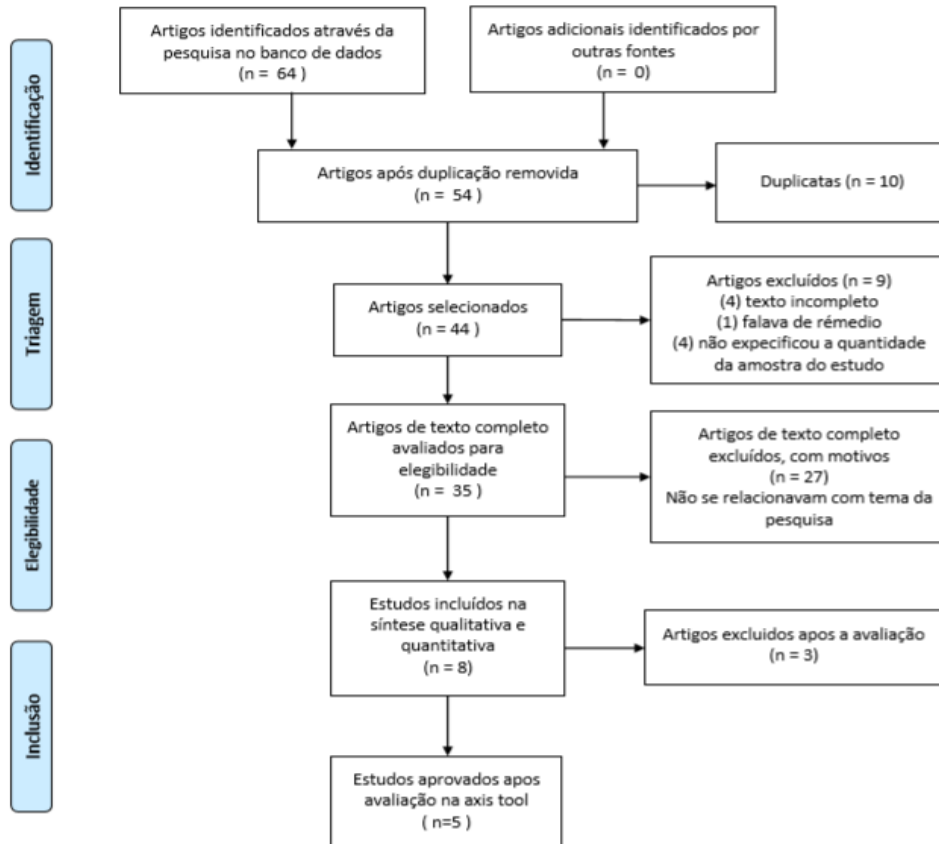 Identificação
Artigos identificados através da
pesquisa no banco de dados
(n = 64 )
Artigos adicionais identificados por
outras fontes
(n = 0)
Artigos após duplicação removida
(n = 54 )
Duplicatas (n = 10)
Triagem
Artigos selecionados
(n = 44 )
Artigos excluídos (n = 9)
(4) texto incompleto
(1) falava de rémedio
(4) não expecificou a quantidade
da amostra do estudo
Elegibilidade
Artigos de texto completo
avaliados para
elegibilidade
(n = 35 )
Artigos de texto completo
excluídos, com motivos
(n = 27)
Não se relacionavam com tema da
pesquisa
Inclusão
Estudos incluídos na
síntese qualitativa e
quantitativa
(n = 8)
Artigos excluidos apos a avaliação
(n = 3)
Estudos aprovados apos
avaliação na axis tool
( n=5 )